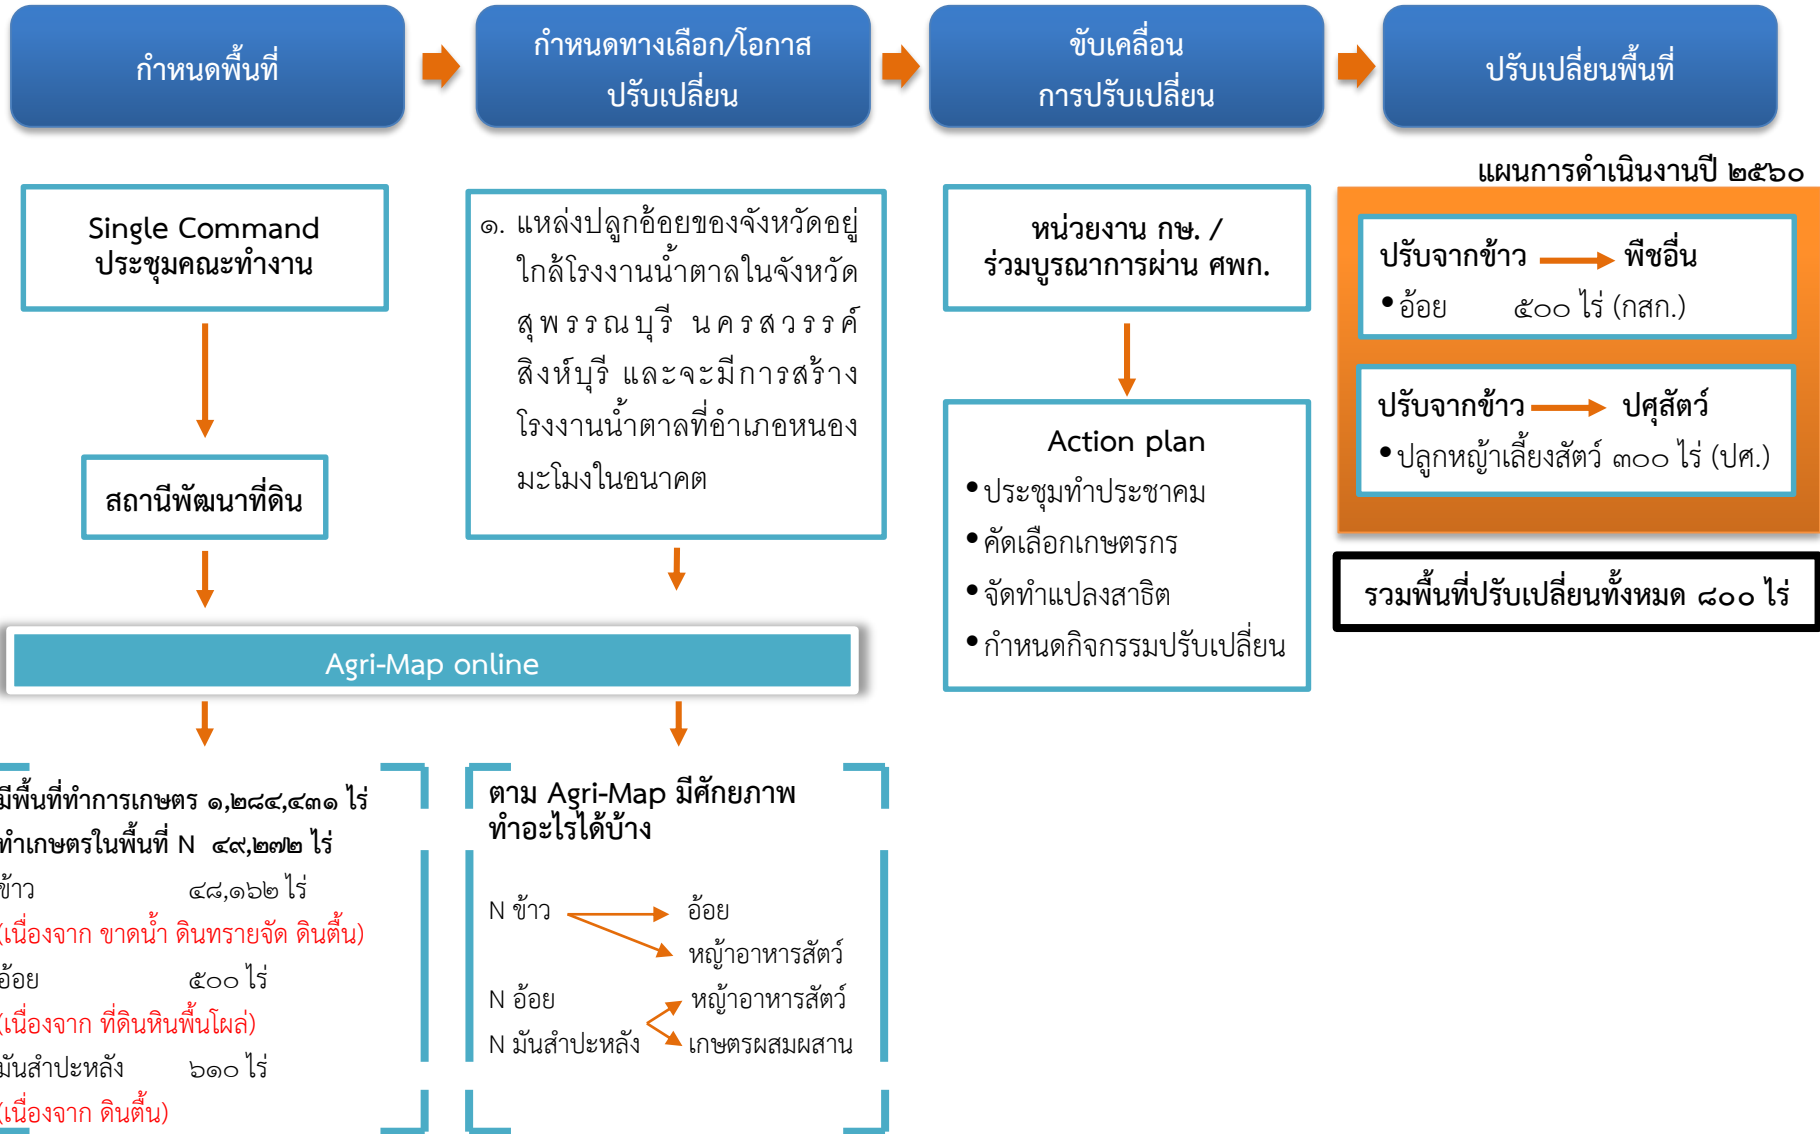 กำหนดพื้นที่
กำหนดทางเลือก/โอกาส
ปรับเปลี่ยน
ขับเคลื่อน
การปรับเปลี่ยน
ปรับเปลี่ยนพื้นที่
Single Command
ประชุมคณะทำงาน
สถานีพัฒนาที่ดิน
๑. แหล่งปลูกอ้อยของจังหวัดอยู่
ใกล้โรงงานน้ำตาลในจังหวัด
สุพรรณบุรี นครสวรรค์
สิงห์บุรี และจะมีการสร้าง
โรงงานน้ำตาลที่อำเภอหนอง
มะโมงในอนาคต
Agri-Map online
มีพื้นที่ทำการเกษตร ๑,๒๘๔,๔๓๑ ไร่
ทำเกษตรในพื้นที่ N ๔๙,๒๗๒ ไร่
ข้าว ๔๘,๑๖๒ ไร่
(เนื่องจาก ขาดน้ำ ดินทรายจัด ดินตื้น)
อ้อย ๕๐๐ ไร่
(เนื่องจาก ที่ดินหินพื้นโผล่)
มันสำปะหลัง ๖๑๐ ไร่
(เนื่องจาก ดินตื้น)
ตาม Agri-Map มีศักยภาพ
ทำอะไรได้บ้าง
N ข้าว อ้อย
หญ้าอาหารสัตว์
N อ้อย หญ้าอาหารสัตว์
N มันสำปะหลัง เกษตรผสมผสาน
หน่วยงาน กษ. /
ร่วมบูรณาการผ่าน ศพก.
Action plan
•ประชุมทำประชาคม
•คัดเลือกเกษตรกร
•จัดทำแปลงสาธิต
•กำหนดกิจกรรมปรับเปลี่ยน
แผนการดำเนินงานปี ๒๕๖๐
ปรับจากข้าว พืชอื่น
•อ้อย ๕๐๐ ไร่ (กสก.)
ปรับจากข้าว ปศุสัตว์
•ปลูกหญ้าเลี้ยงสัตว์ ๓๐๐ ไร่ (ปศ.)
รวมพื้นที่ปรับเปลี่ยนทั้งหมด ๘๐๐ ไร่